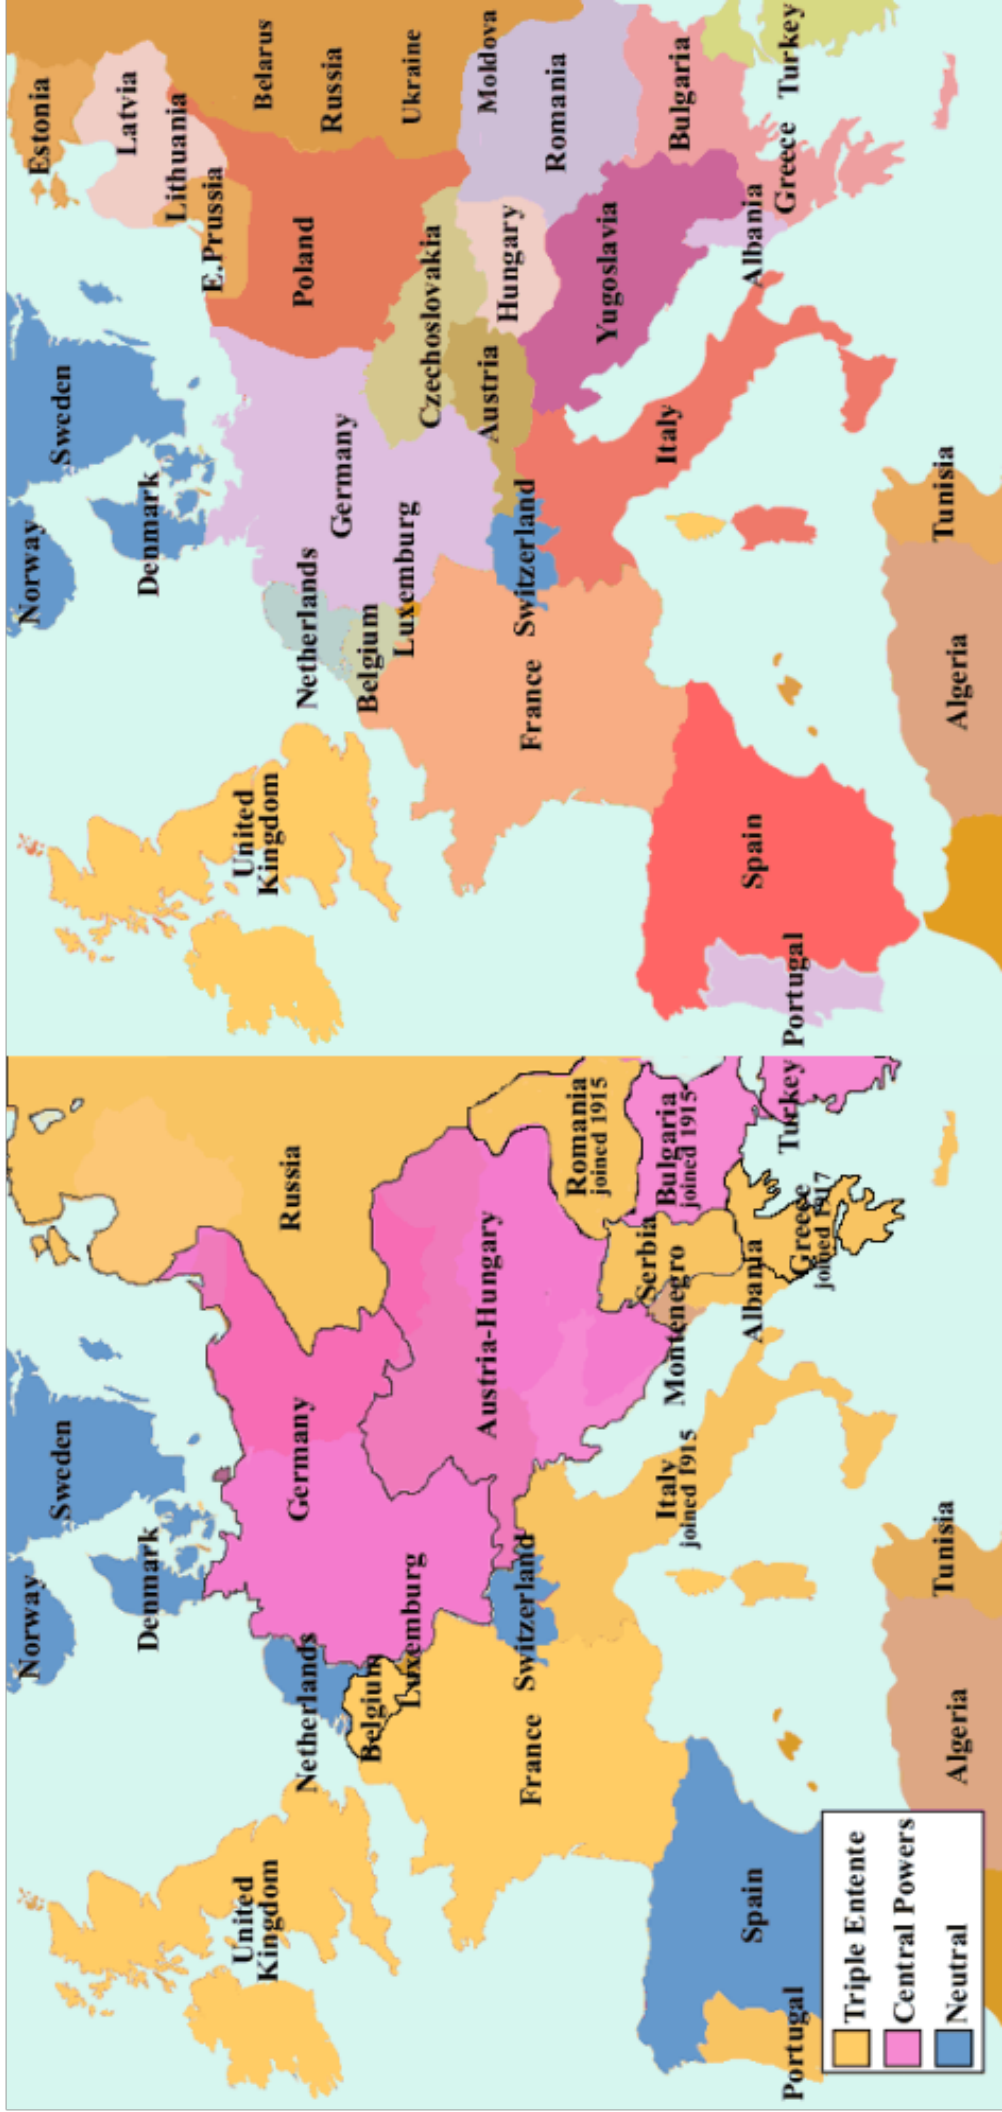 Norway
Sweden
Denmark
United
Kingdom
Netherlands
Belgium
Luxemburg
Germany
Russia
France
Switzerland
Austria-Hungary
Romania
joined 1915
Serbia
Montenegro
Bulgaria
joined 1915
Italy
joined 1915
Albania
Greece
joined 1917
Turkey
Spain
Portugal
Algeria
Tunisia
Triple Entente
Central Powers
Neutral
Norway
Sweden
Estonia
Latvia
Denmark
Lithuania
E.Prussia
United
Kingdom
Netherlands
Belgium
Luxemburg
Germany
Poland
Belarus
Russia
Ukraine
Czechoslovakia
France
Switzerland
Austria
Hungary
Moldova
Romania
Yugoslavia
Italy
Bulgaria
Albania
Greece
Turkey
Spain
Portugal
Algeria
Tunisia